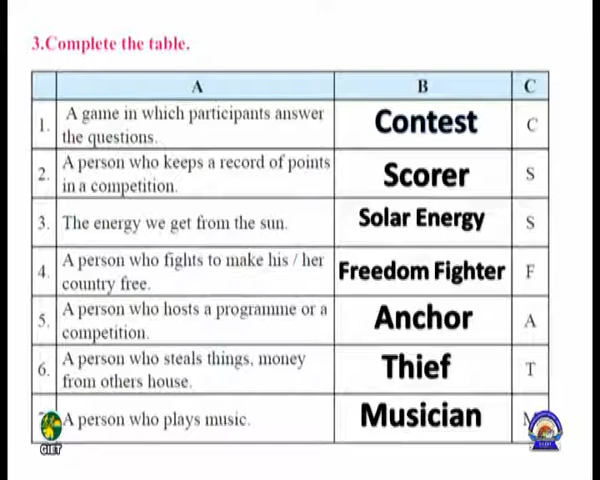 3.Complete the table.
A B C
1. A game in which participants answer the questions. Contest C
2. A person who keeps a record of points in a competition. Scorer S
3. The energy we get from the sun. Solar Energy S
4. A person who fights to make his / her country free. Freedom Fighter F
5. A person who hosts a programme or a competition. Anchor A
6. A person who steals things, money from others house. Thief T
A person who plays music. Musician M
GIET